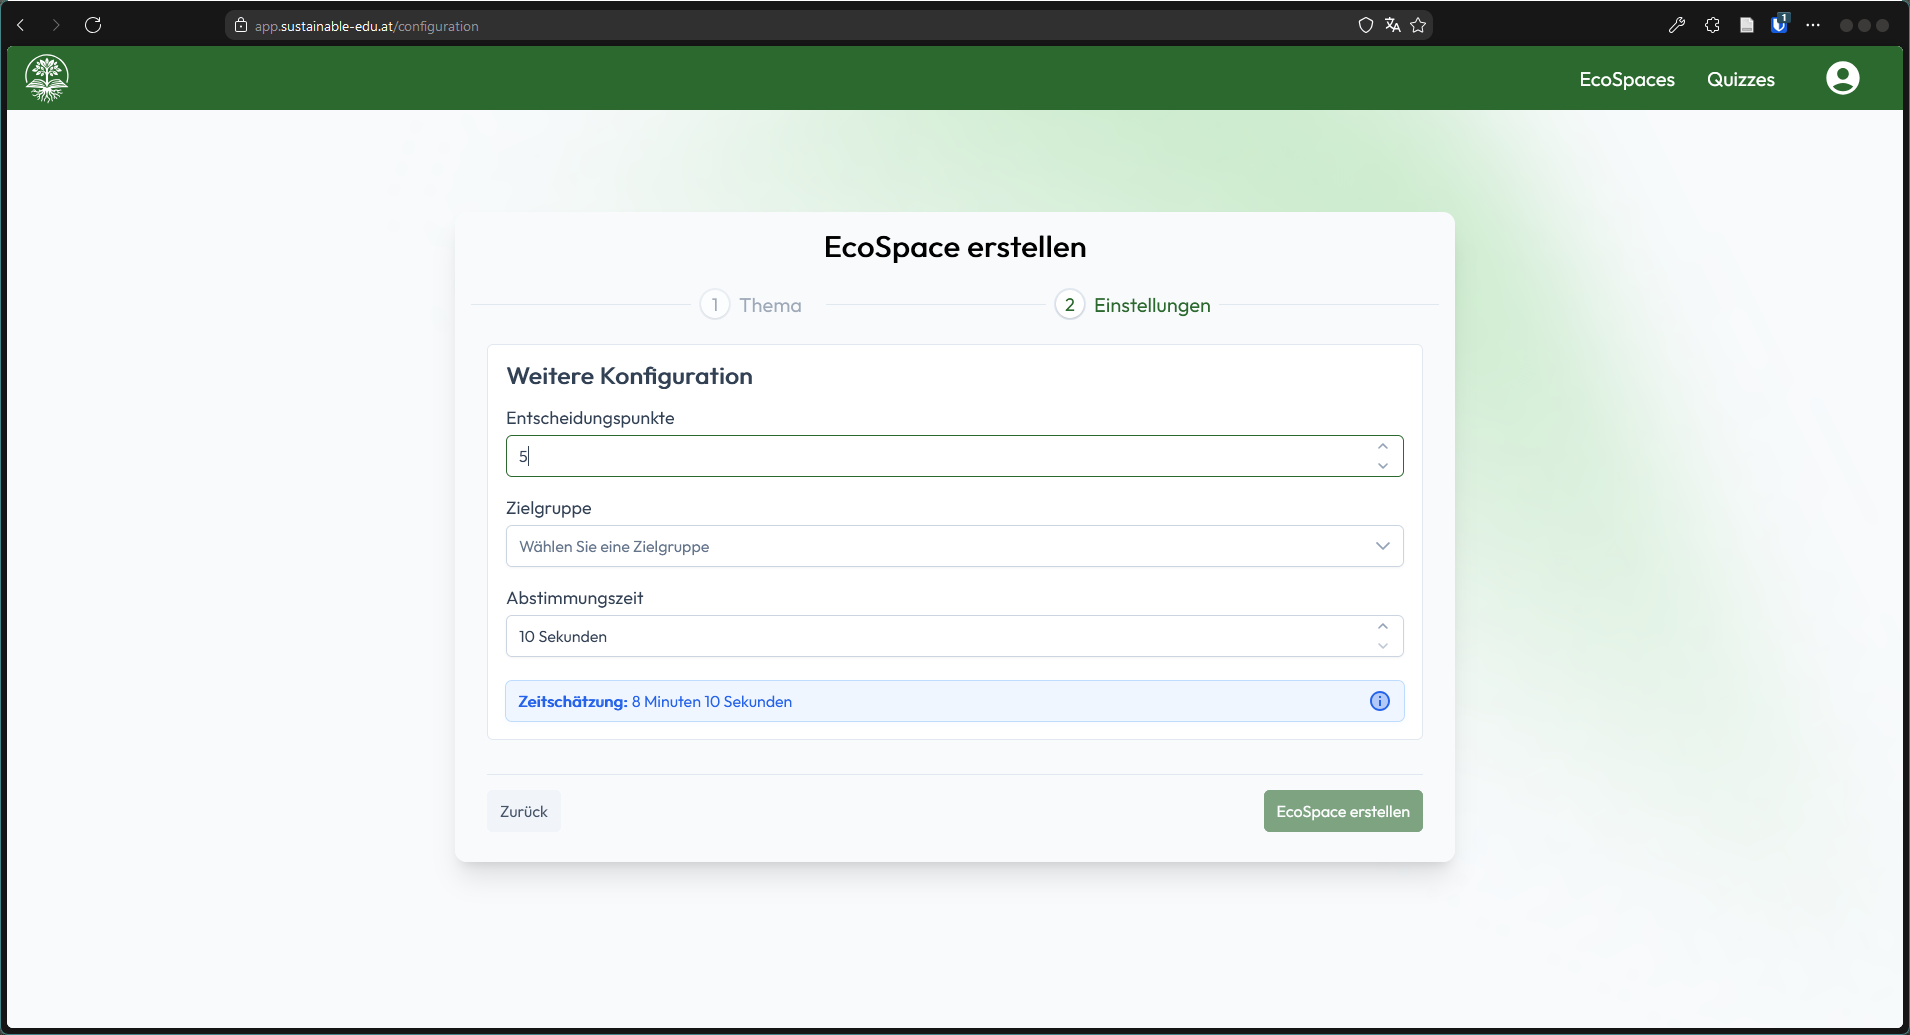 app.sustainable-edu.at/configuration
1
EcoSpaces
Quizzes
EcoSpace erstellen
1 Thema
2 Einstellungen
Weitere Konfiguration
Entscheidungspunkte
5
Zielgruppe
Wählen Sie eine Zielgruppe
Abstimmungszeit
10 Sekunden
Zeitschätzung: 8 Minuten 10 Sekunden
Zurück
EcoSpace erstellen